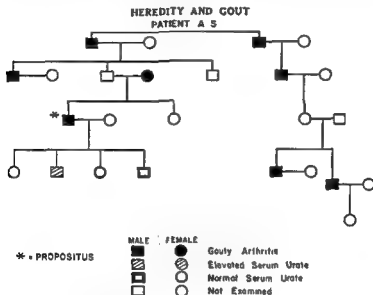 HEREDITY AND GOUT
PATIENT A S
*
* = PROPOSITUS
MALE FEMALE
Gouty Arthritis
Elevated Serum Urate
Normal Serum Urate
Not Examined